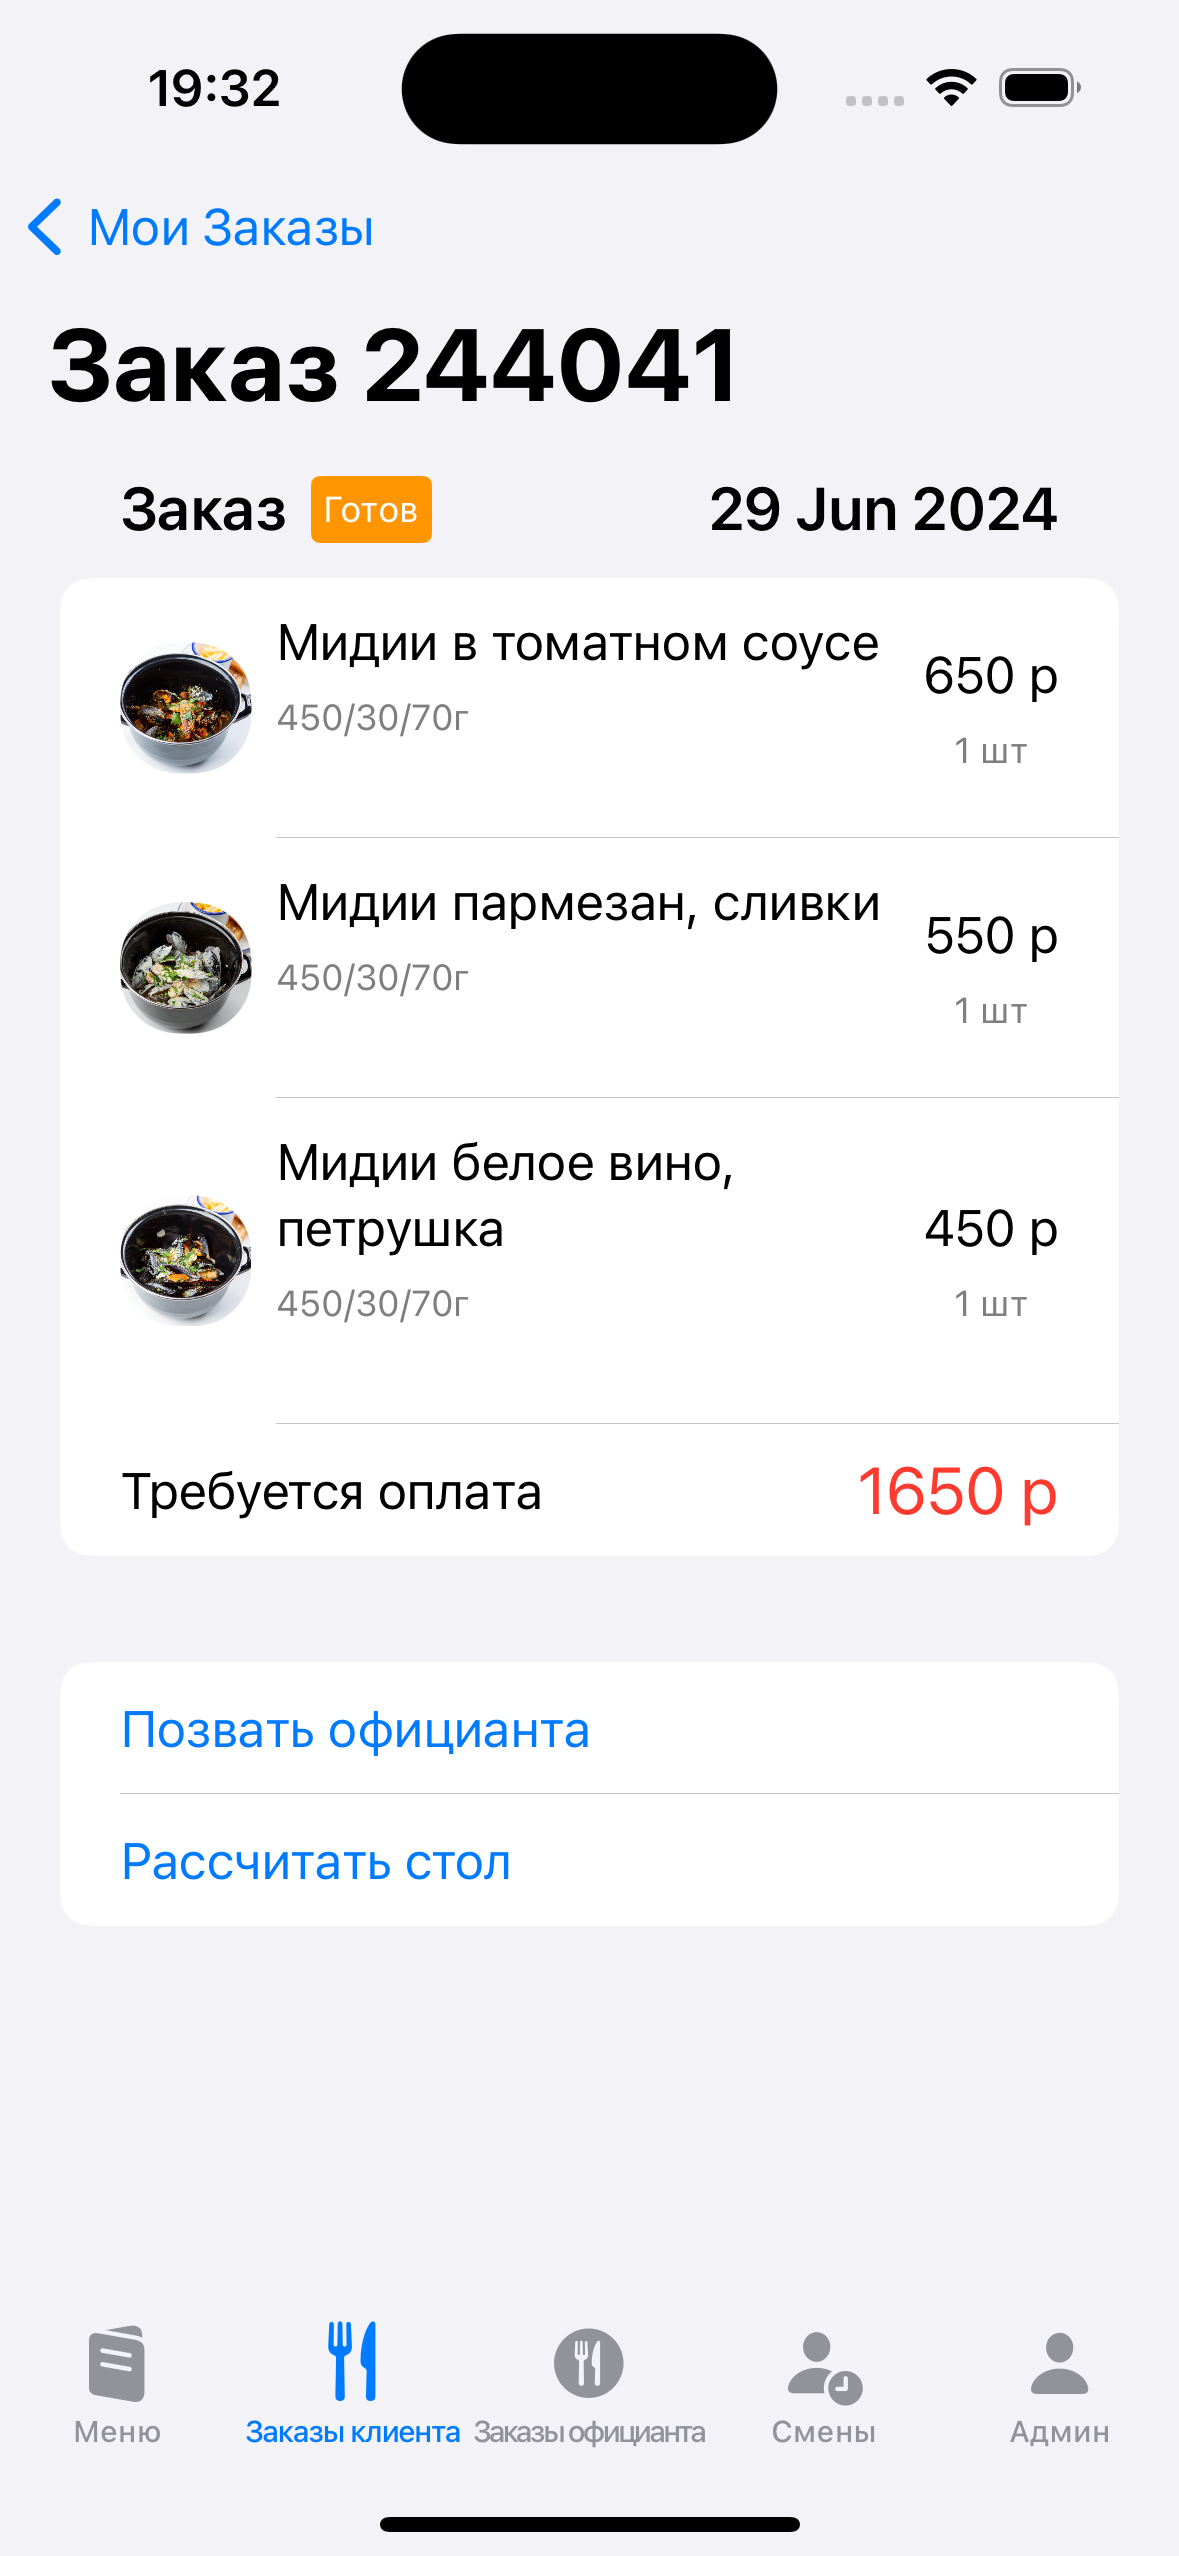 19:32
Мои Заказы
Заказ 244041
Заказ Готов 29 Jun 2024
Мидии в томатном соусе
650 р
450/30/70г
1 шт
Мидии пармезан, сливки
550 р
450/30/70г
1 шт
Мидии белое вино,
петрушка
450 р
450/30/70г
1 шт
Требуется оплата 1650 р
Позвать официанта
Рассчитать стол
Меню Заказы клиента Заказы официанта Смены Админ